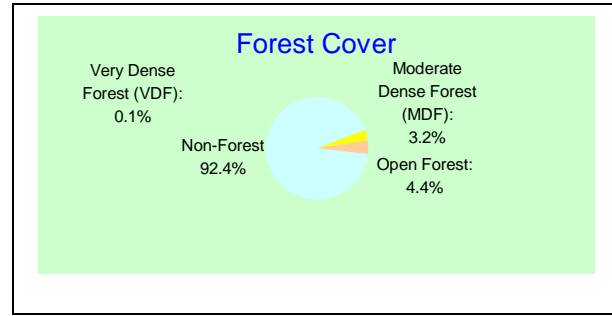 Forest Cover
Very Dense
Forest (VDF):
0.1%
Moderate
Dense Forest
(MDF):
3.2%
Non-Forest
92.4%
Open Forest:
4.4%